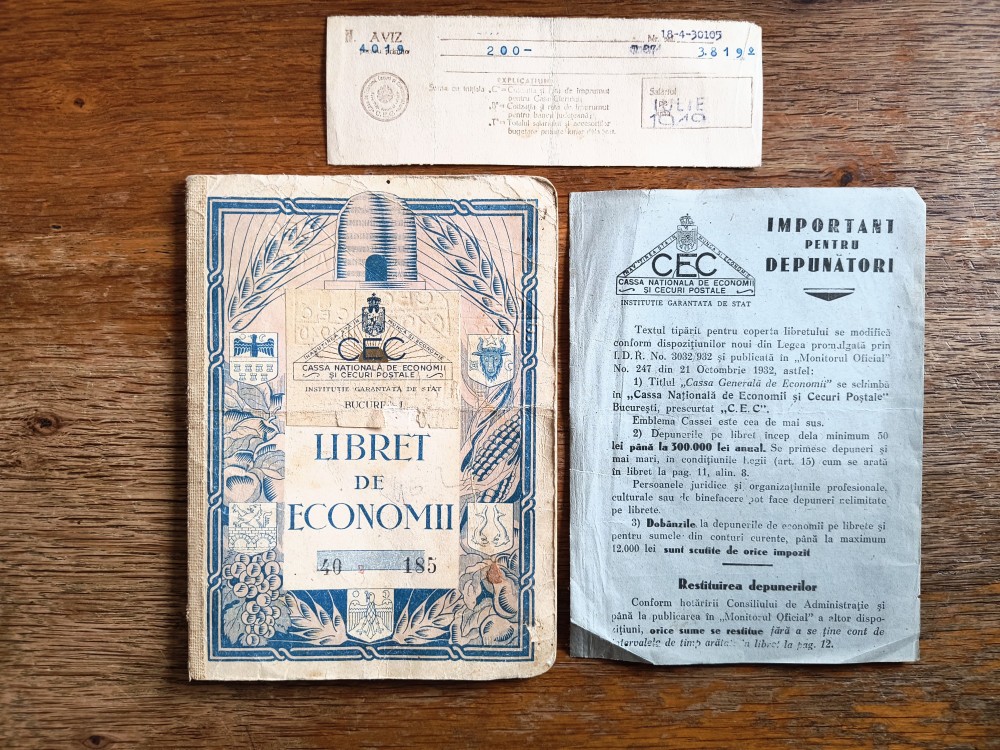 AVIZ
Nr. 18-4-30105
4019 200- 3.8192
EXPLICAȚIUNI
Salariul
IULIE
CEC
CASSA NATIONALĂ DE ECONOMII
ȘI CECURI POSTALE
INSTITUȚIE GARANTATA DE STAT
LIBRET
DE
ECONOMII
40 185
CEC
CASSA NATIONALA DE ECONOMII
ȘI CECURI POSTALE
INSTITUȚIE GARANTATA DE STAT
IMPORTANT
PENTRU
DEPUNĂTORI
Textul tipărit pentru coperta libretului se modifică
conform dispozițiunilor noui din Legea promulgată prin
I.D.R. No. 3032/932 și publicată in „Monitorul Oficial"
No. 247 din 21 Octombrie 1932, astfel:
1) Titlul „Cassa Generală de Economii" se schimbă
în "Cassa Națională de Economii și Cecuri Poștale"
București, prescurtat „C.E.C".
Emblema Cassei este cea de mai sus.
2) Depunerile pe libret incep dela minimum 50
lei până la 300.000 lei anual. Se primesc depuneri și
mai mari, in condițiunile Legii (art. 15) cum se arată
în libret la pag. 11, alin. 8.
Persoanele juridice și organizațiunile profesionale,
culturale sau de binefacere pot face depuneri nelimitate
pe librete.
3) Dobânzile la depunerile de economii pe librete și
pentru sumele din conturi curente, până la maximum
12.000 lei sunt scutite de orice impozit
Restituirea depunerilor
Conform hotărîrii Consiliului de Administrație și
până la publicarea in „Monitorul Oficial" a altor dispo-
zițiuni, orice sume se restitue fără a se ține cont de
intervalele de timp arătate în libret la pag. 12.